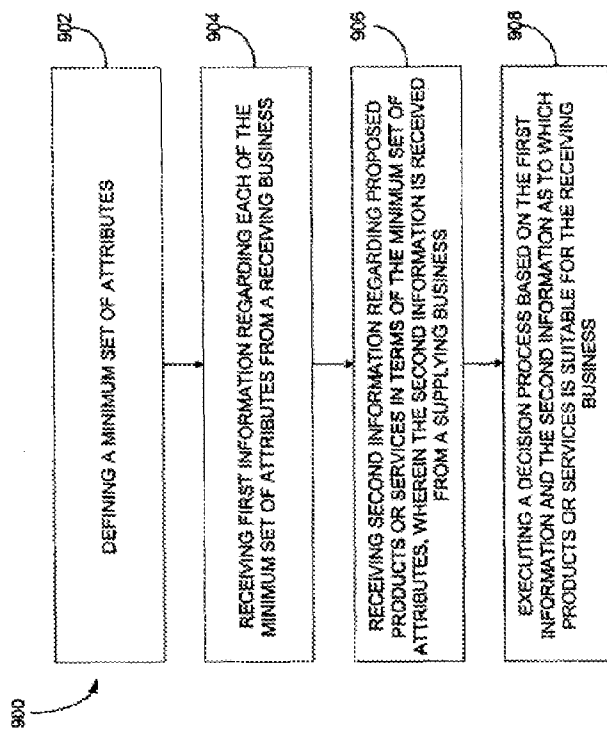 900
DEFINING A MINIMUM SET OF ATTRIBUTES
902
RECEIVING FIRST INFORMATION REGARDING EACH OF THE
MINIMUM SET OF ATTRIBUTES FROM A RECEIVING BUSINESS
904
RECEIVING SECOND INFORMATION REGARDING PROPOSED
PRODUCTS OR SERVICES IN TERMS OF THE MINIMUM SET OF
ATTRIBUTES, WHEREIN THE SECOND INFORMATION IS RECEIVED
FROM A SUPPLYING BUSINESS
906
EXECUTING A DECISION PROCESS BASED ON THE FIRST
INFORMATION AND THE SECOND INFORMATION AS TO WHICH
PRODUCTS OR SERVICES IS SUITABLE FOR THE RECEIVING
BUSINESS
908